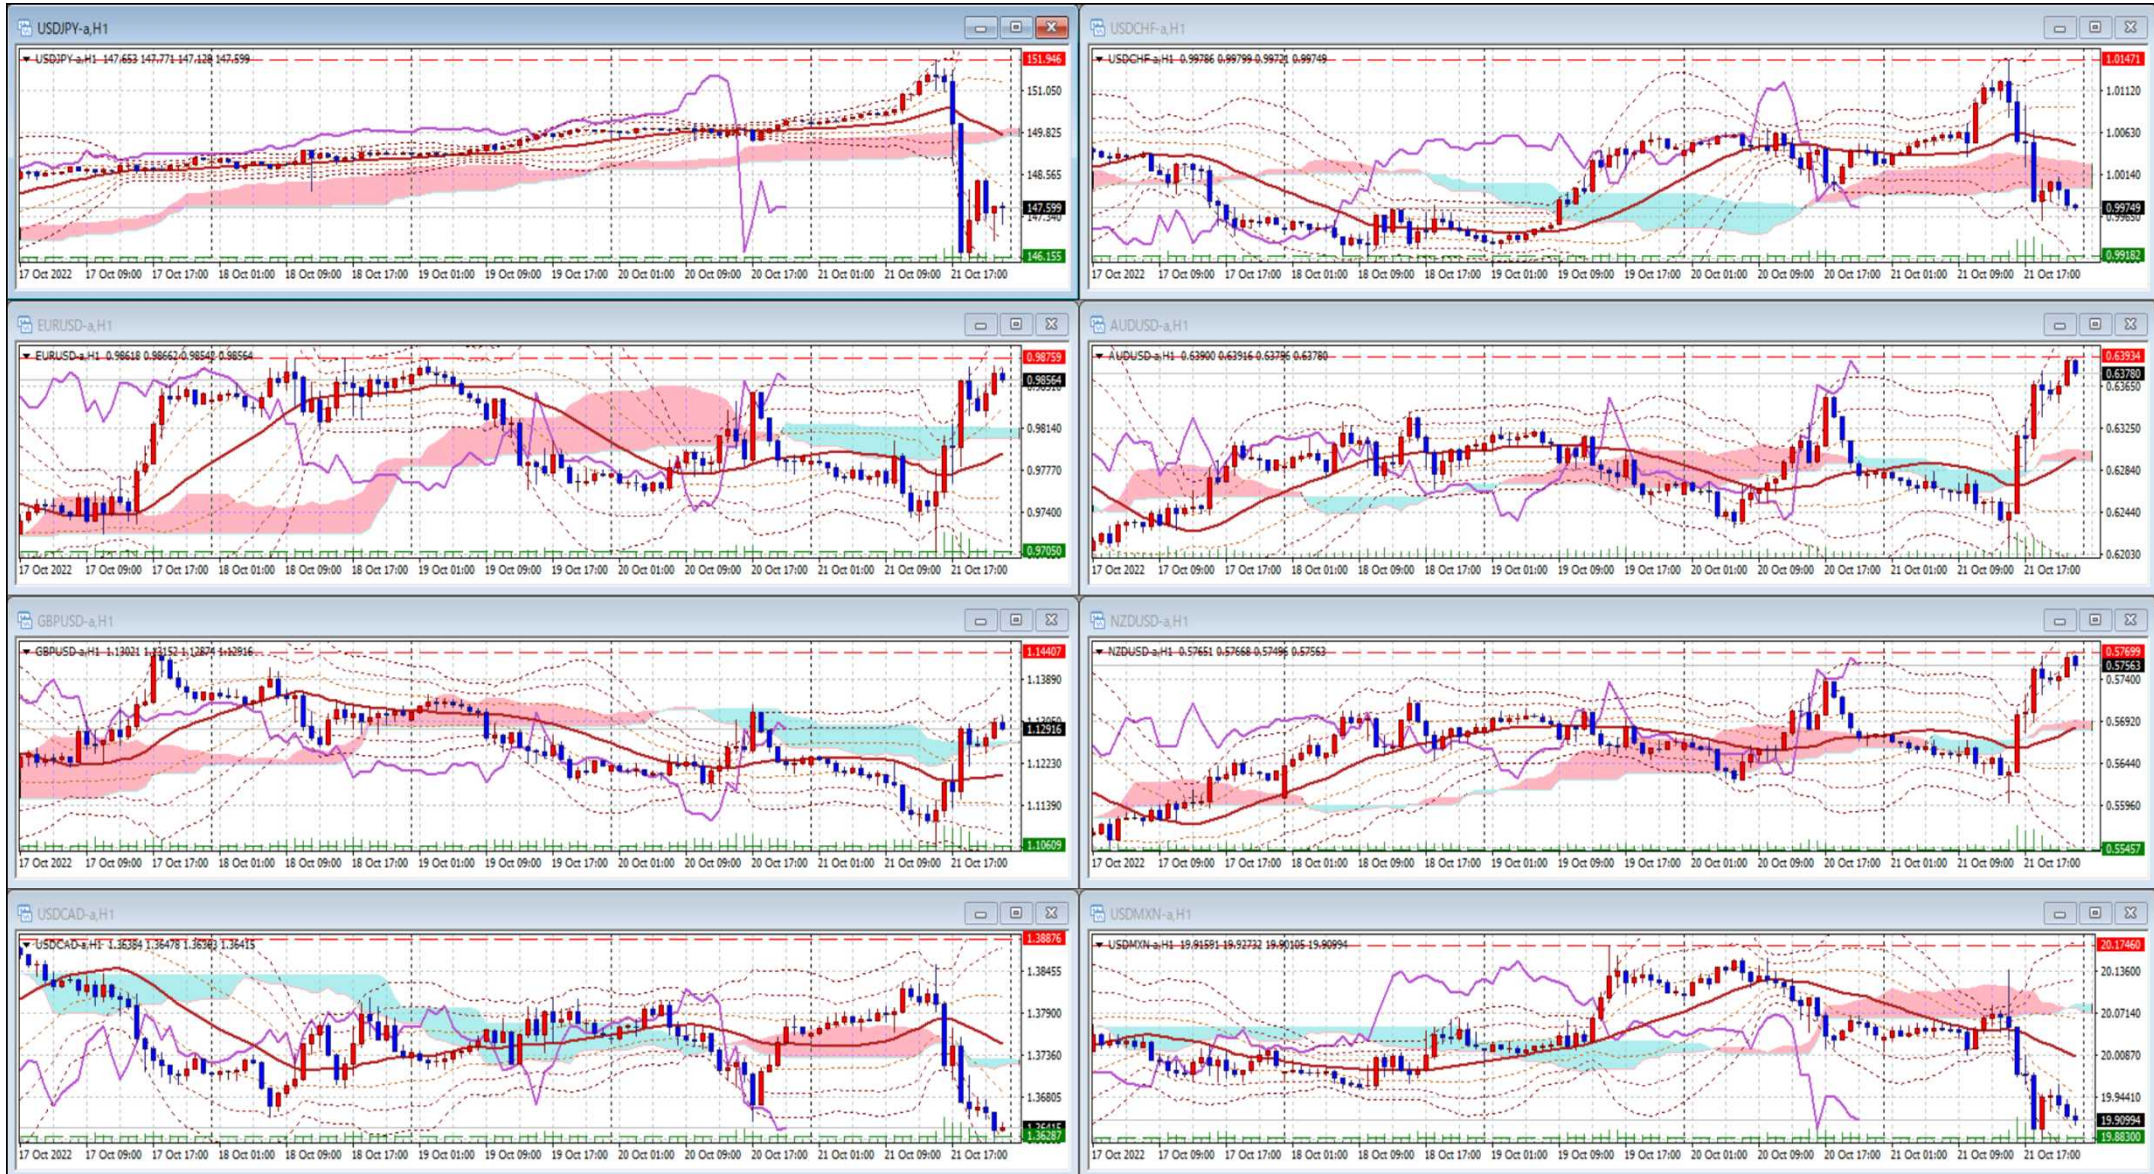 USDJPY-a,H1
USDJPY-a,H1 147.653 147.771 147.128 147.599
151.946
151.050
149.825
148.565
147.599
147.340
146.155
17 Oct 2022 17 Oct 09:00 17 Oct 17:00 18 Oct 01:00 18 Oct 09:00 18 Oct 17:00 19 Oct 01:00 19 Oct 09:00 19 Oct 17:00 20 Oct 01:00 20 Oct 09:00 20 Oct 17:00 21 Oct 01:00 21 Oct 09:00 21 Oct 17:00
USDCHF-a,H1
USDCHF-a,H1 0.99786 0.99799 0.99721 0.99749
1.01471
1.01120
1.00630
1.00140
0.99749
0.99650
0.99182
17 Oct 2022 17 Oct 09:00 17 Oct 17:00 18 Oct 01:00 18 Oct 09:00 18 Oct 17:00 19 Oct 01:00 19 Oct 09:00 19 Oct 17:00 20 Oct 01:00 20 Oct 09:00 20 Oct 17:00 21 Oct 01:00 21 Oct 09:00 21 Oct 17:00
EURUSD-a,H1
EURUSD-a,H1 0.98618 0.98662 0.98564
0.98759
0.98564
0.98140
0.97770
0.97400
0.97050
17 Oct 2022 17 Oct 09:00 17 Oct 17:00 18 Oct 01:00 18 Oct 09:00 18 Oct 17:00 19 Oct 01:00 19 Oct 09:00 19 Oct 17:00 20 Oct 01:00 20 Oct 09:00 20 Oct 17:00 21 Oct 01:00 21 Oct 09:00 21 Oct 17:00
AUDUSD-a,H1
AUDUSD-a,H1 0.63900 0.63916 0.63780
0.63934
0.63780
0.63650
0.63250
0.62840
0.62440
0.62030
17 Oct 2022 17 Oct 09:00 17 Oct 17:00 18 Oct 01:00 18 Oct 09:00 18 Oct 17:00 19 Oct 01:00 19 Oct 09:00 19 Oct 17:00 20 Oct 01:00 20 Oct 09:00 20 Oct 17:00 21 Oct 01:00 21 Oct 09:00 21 Oct 17:00
GBPUSD-a,H1
GBPUSD-a,H1 1.13021 1.13152 1.12874 1.12916
1.14407
1.13890
1.12916
1.12230
1.11390
1.10609
17 Oct 2022 17 Oct 09:00 17 Oct 17:00 18 Oct 01:00 18 Oct 09:00 18 Oct 17:00 19 Oct 01:00 19 Oct 09:00 19 Oct 17:00 20 Oct 01:00 20 Oct 09:00 20 Oct 17:00 21 Oct 01:00 21 Oct 09:00 21 Oct 17:00
NZDUSD-a,H1
NZDUSD-a,H1 0.57651 0.57668 0.57496 0.57563
0.57699
0.57563
0.57400
0.56920
0.56440
0.55960
0.55457
17 Oct 2022 17 Oct 09:00 17 Oct 17:00 18 Oct 01:00 18 Oct 09:00 18 Oct 17:00 19 Oct 01:00 19 Oct 09:00 19 Oct 17:00 20 Oct 01:00 20 Oct 09:00 20 Oct 17:00 21 Oct 01:00 21 Oct 09:00 21 Oct 17:00
USDCAD-a,H1
USDCAD-a,H1 1.36384 1.36478 1.36415
1.38876
1.38455
1.37900
1.37360
1.36805
1.36415
1.36287
17 Oct 2022 17 Oct 09:00 17 Oct 17:00 18 Oct 01:00 18 Oct 09:00 18 Oct 17:00 19 Oct 01:00 19 Oct 09:00 19 Oct 17:00 20 Oct 01:00 20 Oct 09:00 20 Oct 17:00 21 Oct 01:00 21 Oct 09:00 21 Oct 17:00
USDMXN-a,H1
USDMXN-a,H1 19.91591 19.92732 19.90105 19.90994
20.17460
20.13600
20.07140
20.00870
19.94410
19.90994
19.88300
17 Oct 2022 17 Oct 09:00 17 Oct 17:00 18 Oct 01:00 18 Oct 09:00 18 Oct 17:00 19 Oct 01:00 19 Oct 09:00 19 Oct 17:00 20 Oct 01:00 20 Oct 09:00 20 Oct 17:00 21 Oct 01:00 21 Oct 09:00 21 Oct 17:00